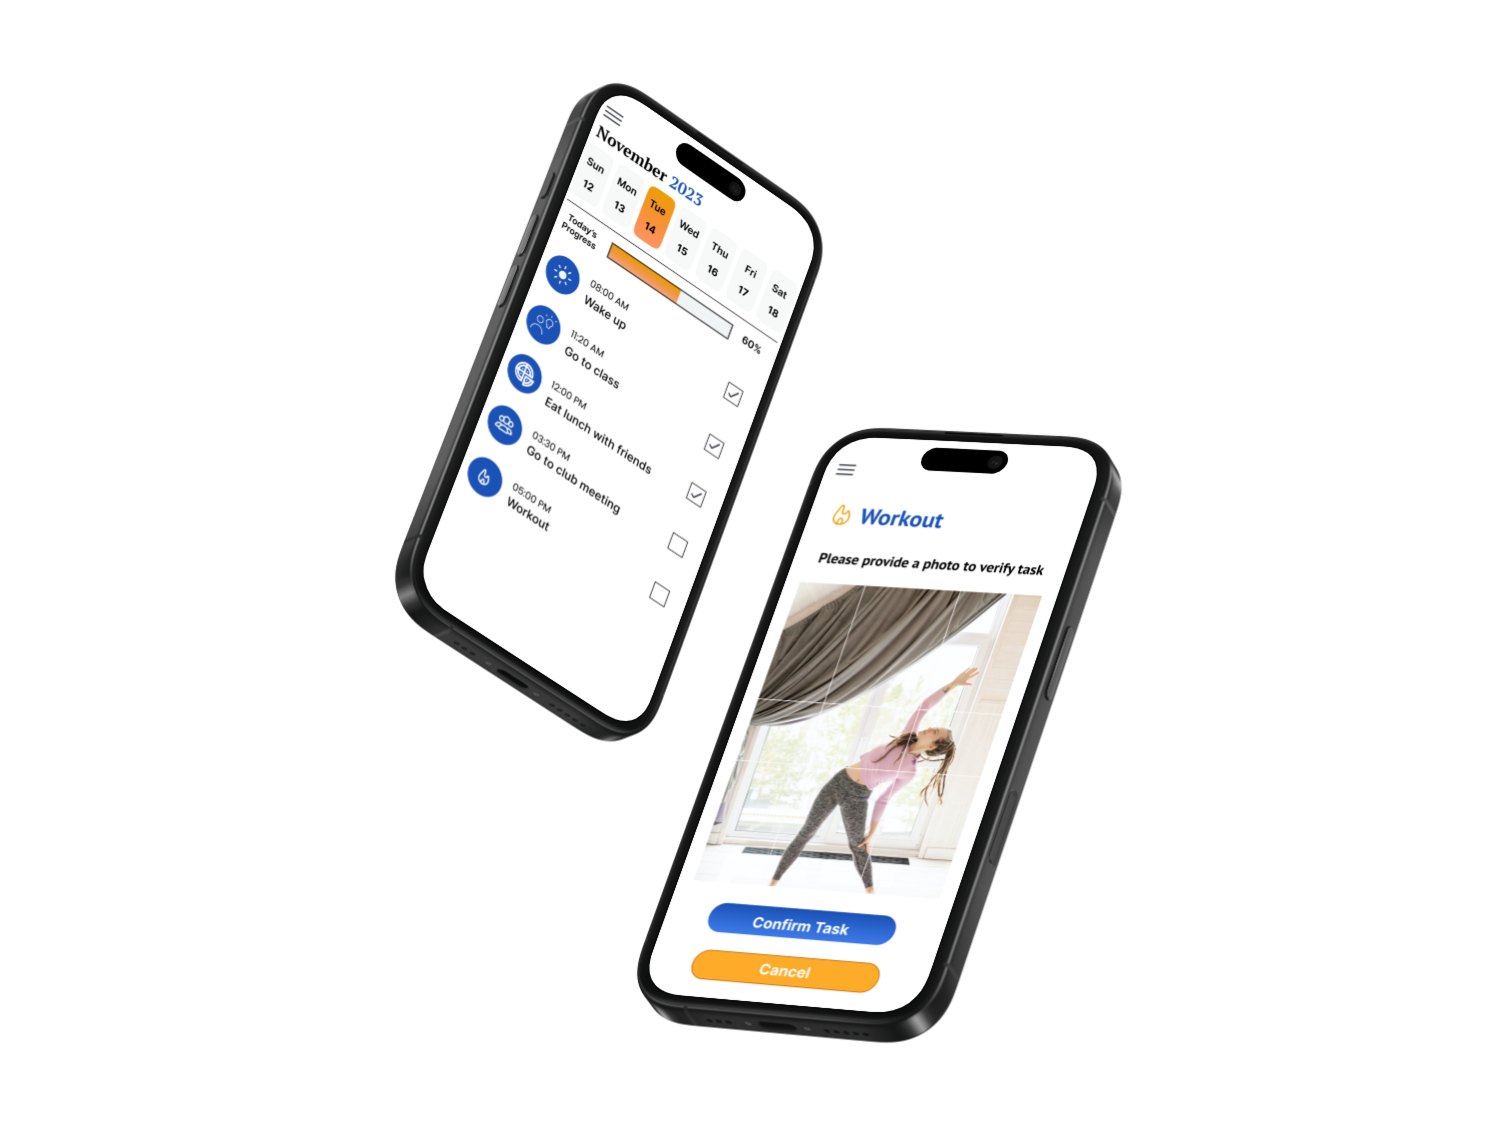 November 2023
Sun Mon Tue Wed Thu Fri Sat
12 13 14 15 16 17 18
Today's
Progress
60%
08:00 AM
Wake up
11:20 AM
Go to class
12:00 PM
Eat lunch with friends
03:30 PM
Go to club meeting
05:00 PM
Workout
Workout
Please provide a photo to verify task
Confirm Task
Cancel